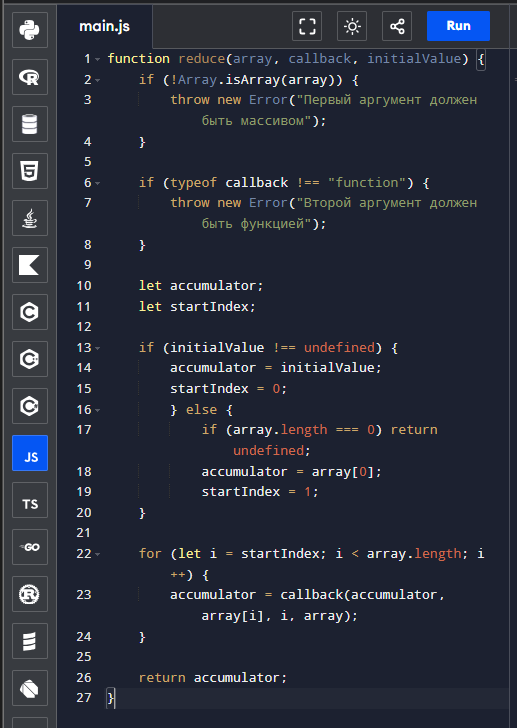 main.js
Run
1 function reduce(array, callback, initialValue) {
2 if (!Array.isArray(array)) {
3 throw new Error("Первый аргумент должен
быть массивом");
4 }
5
6 if (typeof callback !== "function") {
7 throw new Error("Второй аргумент должен
быть функцией");
8 }
9
10 let accumulator;
11 let startIndex;
12
13 if (initialValue !== undefined) {
14 accumulator = initialValue;
15 startIndex = 0;
16 } else {
17 if (array.length === 0) return
undefined;
18 accumulator = array[0];
19 startIndex = 1;
20 }
21
22 for (let i = startIndex; i < array.length; i
++) {
23 accumulator = callback(accumulator,
array[i], i, array);
24 }
25
26 return accumulator;
27 }
R
5
C
C
C
JS
TS
GO
R